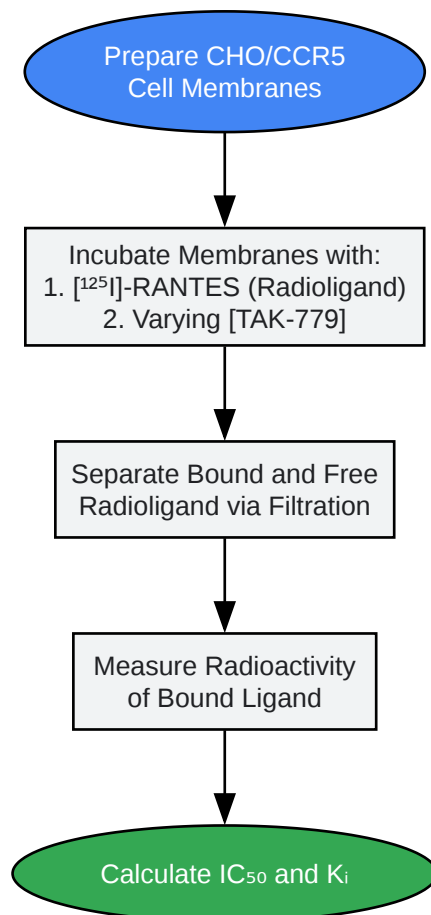 Prepare CHO/CCR5
Cell Membranes
Incubate Membranes with:
1. [¹²⁵I]-RANTES (Radioligand)
2. Varying [TAK-779]
Separate Bound and Free
Radioligand via Filtration
Measure Radioactivity
of Bound Ligand
Calculate IC₅₀ and Kᵢ